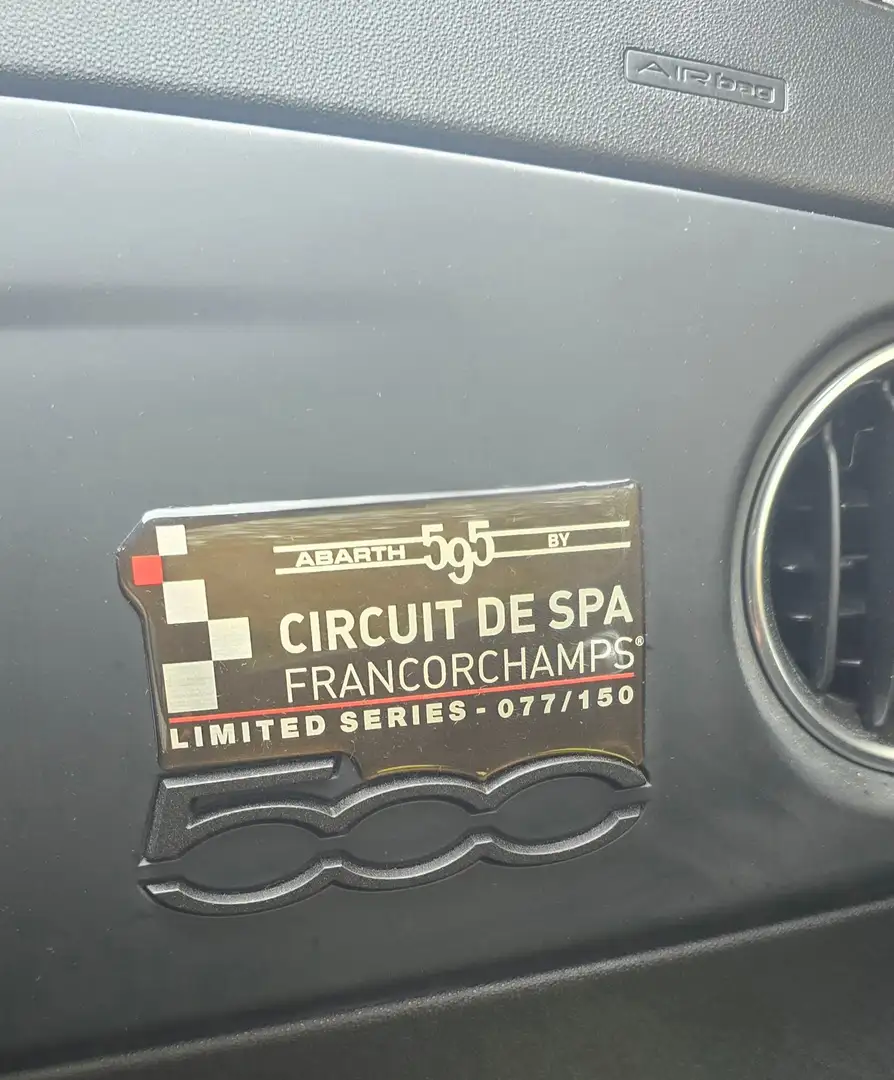 AIRbag
ABARTH 595 BY
CIRCUIT DE SPA
FRANCORCHAMPS®
LIMITED SERIES - 077/150
500